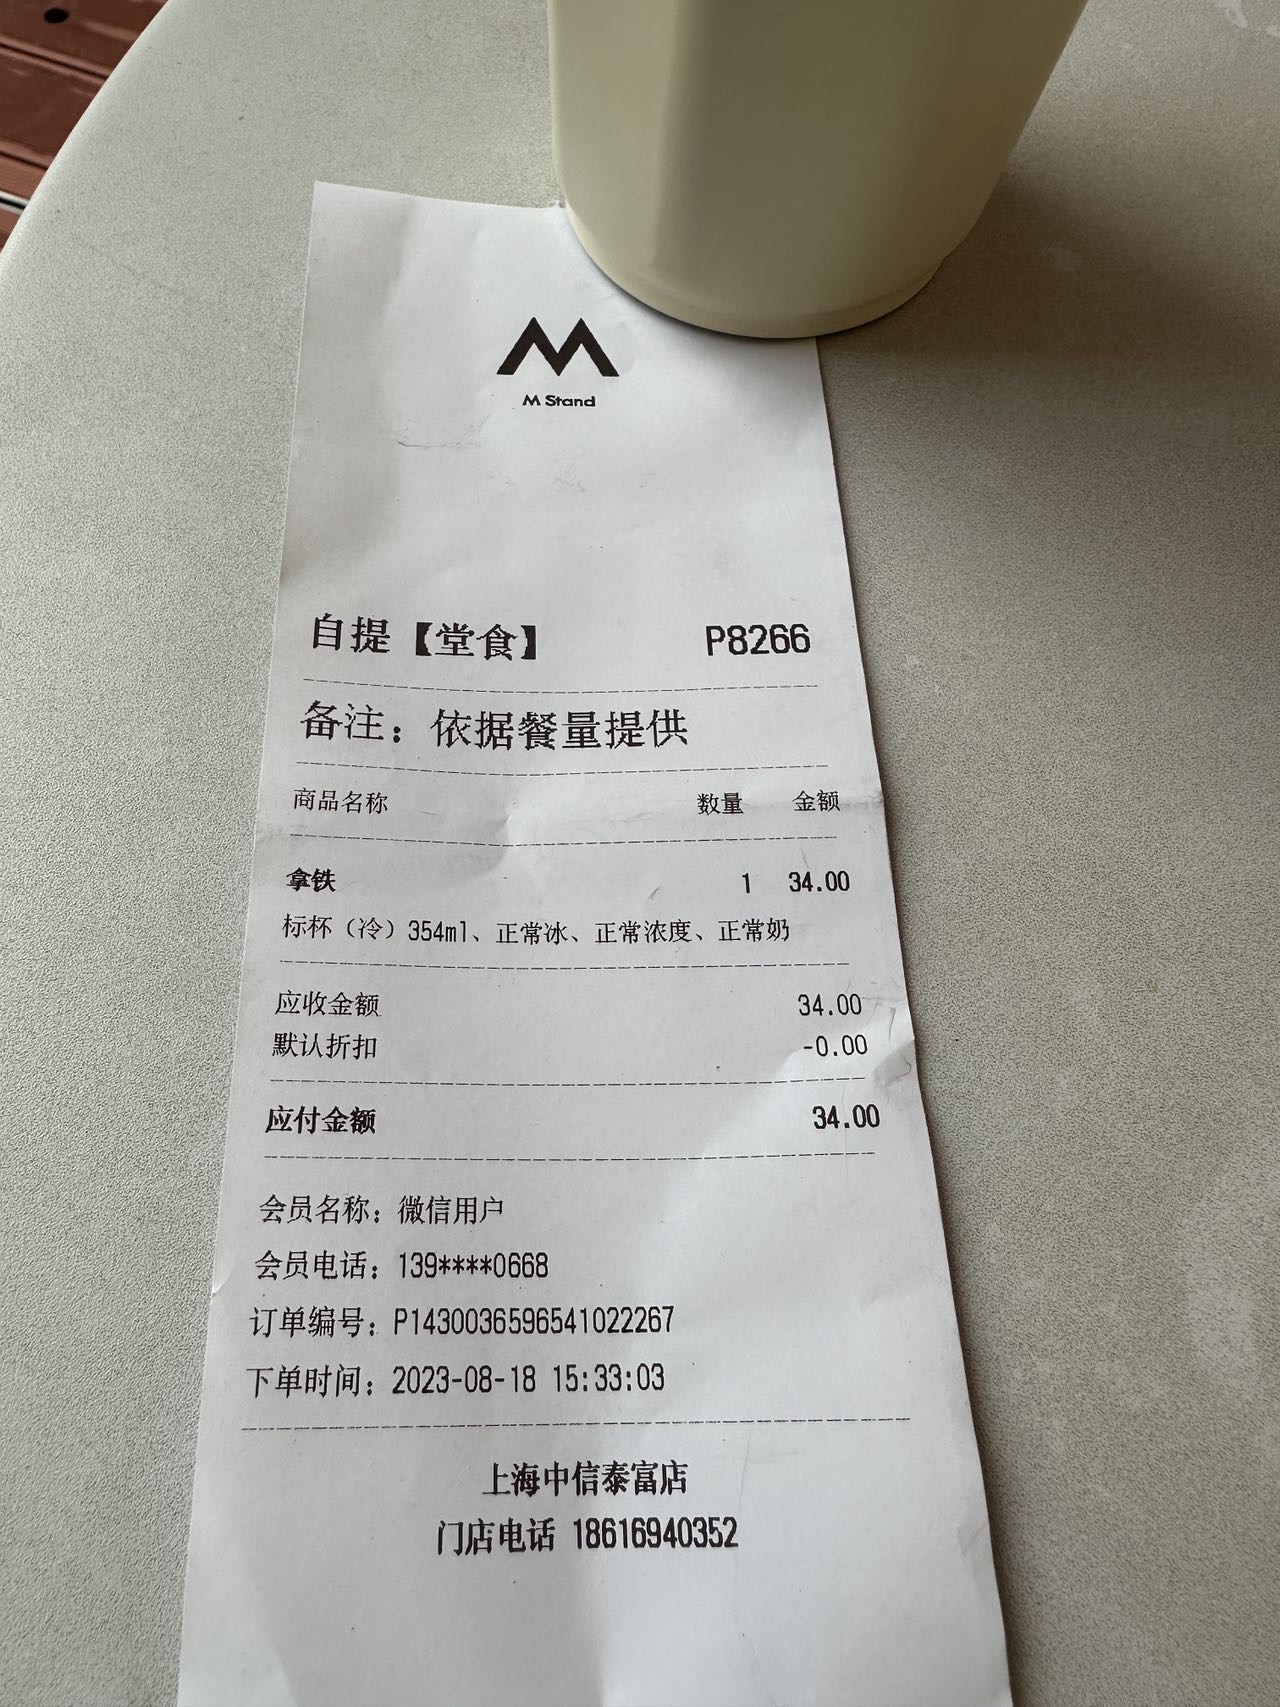 M Stand
自提【堂食】 P8266
备注：依据餐量提供
商品名称 数量 金额
拿铁 1 34.00
标杯（冷）354ml、正常冰、正常浓度、正常奶
应收金额 34.00
默认折扣 -0.00
应付金额 34.00
会员名称：微信用户
会员电话：139****0668
订单编号：P1430036596541022267
下单时间：2023-08-18 15:33:03
上海中信泰富店
门店电话 18616940352